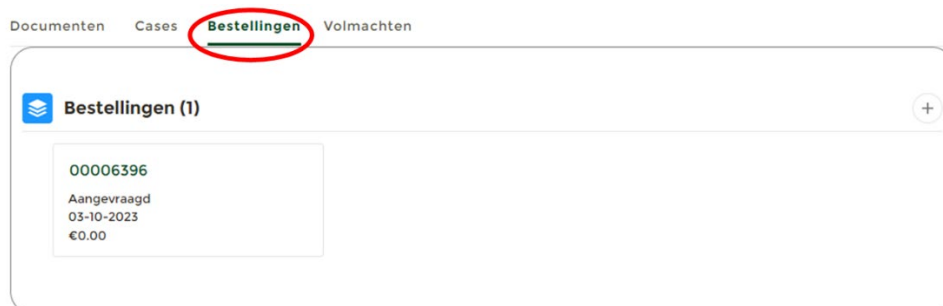 Documenten Cases Bestellingen Volmachten
Bestellingen (1)
00006396
Aangevraagd
03-10-2023
€0.00